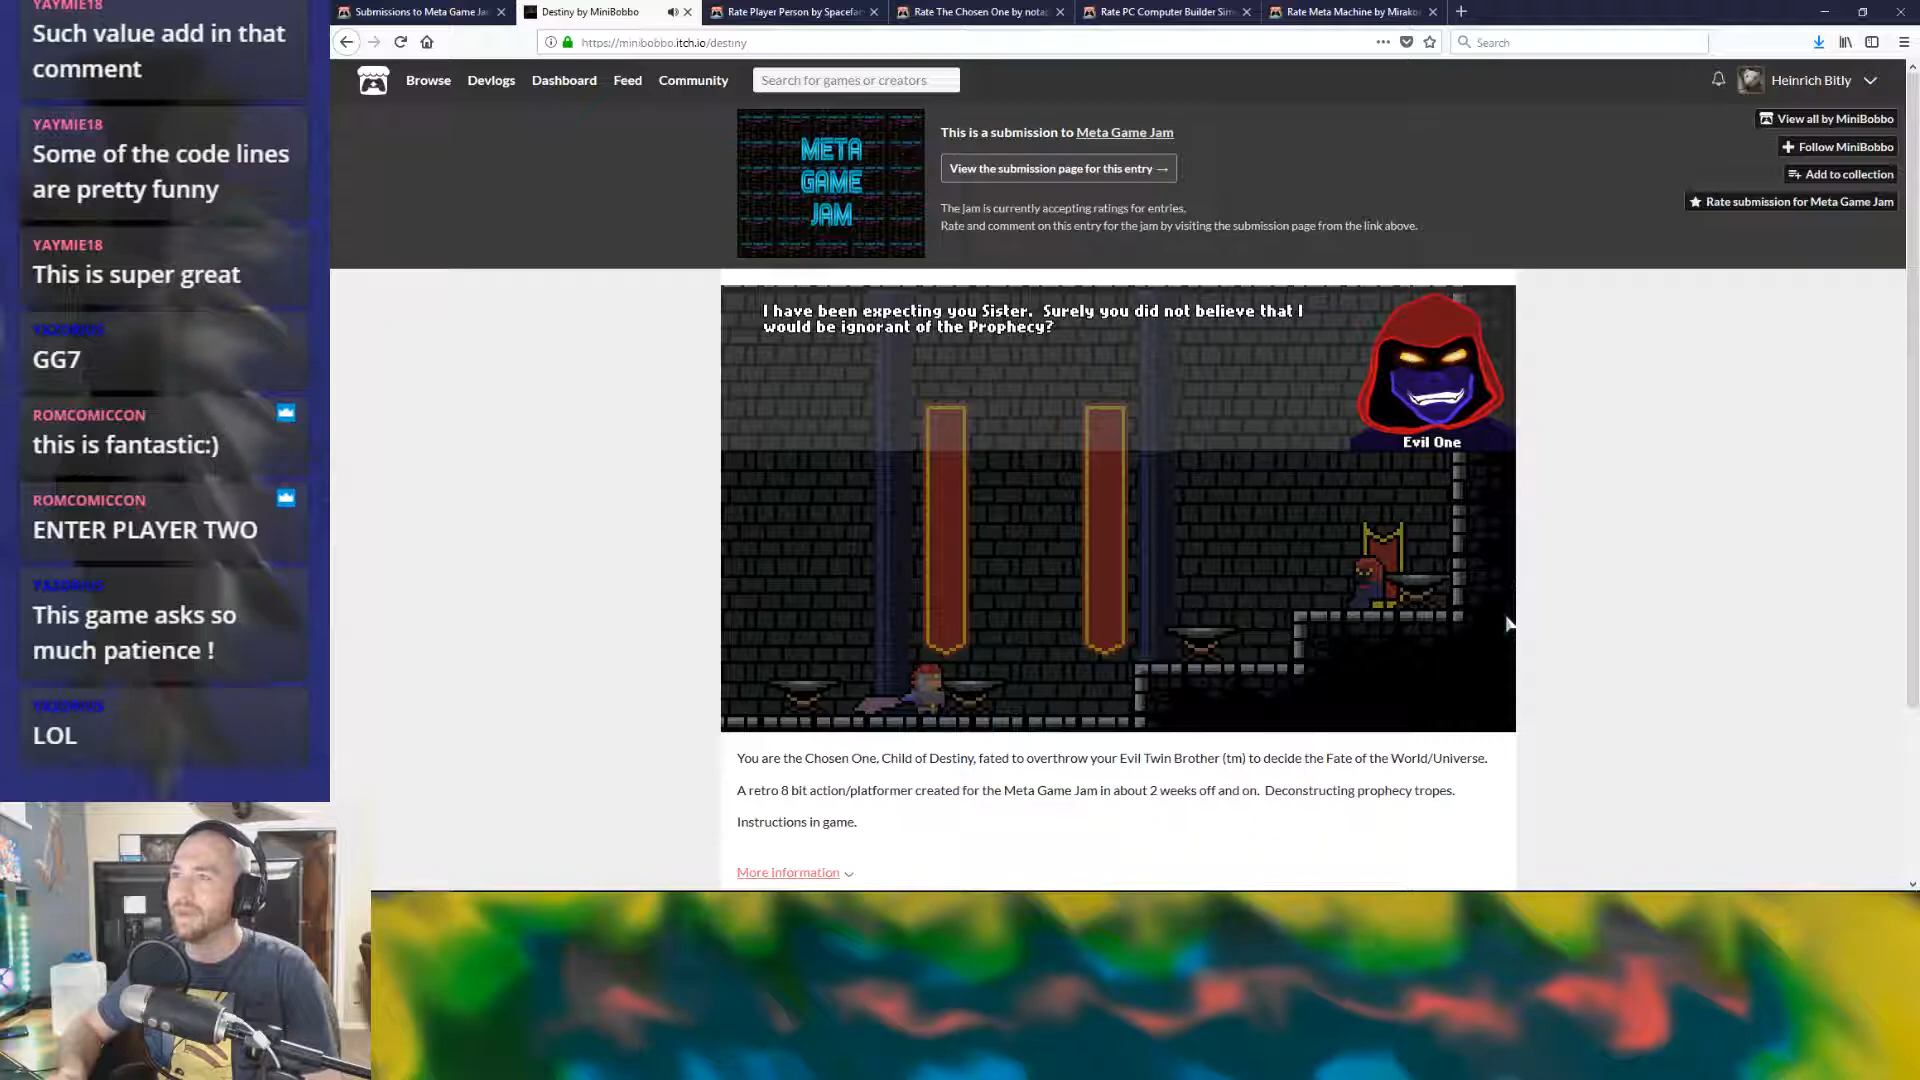 YAYMIE18
Such value add in that
comment
YAYMIE18
Some of the code lines
are pretty funny
YAYMIE18
This is super great
GG7
ROMCOMICCON
this is fantastic:)
ROMCOMICCON
ENTER PLAYER TWO
This game asks so
much patience !
LOL
Submissions to Meta Game Ja
Destiny by MiniBobbo
Rate Player Person by Spacefa
Rate The Chosen One by nota
Rate PC Computer Builder Sim
Rate Meta Machine by Mirako
https://minibobbo.itch.io/destiny
Search
Browse
Devlogs
Dashboard
Feed
Community
Search for games or creators
Heinrich Bitly
META
GAME
JAM
This is a submission to Meta Game Jam
View the submission page for this entry →
The jam is currently accepting ratings for entries.
Rate and comment on this entry for the jam by visiting the submission page from the link above.
View all by MiniBobbo
Follow MiniBobbo
Add to collection
Rate submission for Meta Game Jam
I have been expecting you Sister. Surely you did not believe that I
would be ignorant of the Prophecy?
Evil One
You are the Chosen One, Child of Destiny, fated to overthrow your Evil Twin Brother (tm) to decide the Fate of the World/Universe.
A retro 8 bit action/platformer created for the Meta Game Jam in about 2 weeks off and on. Deconstructing prophecy tropes.
Instructions in game.
More information